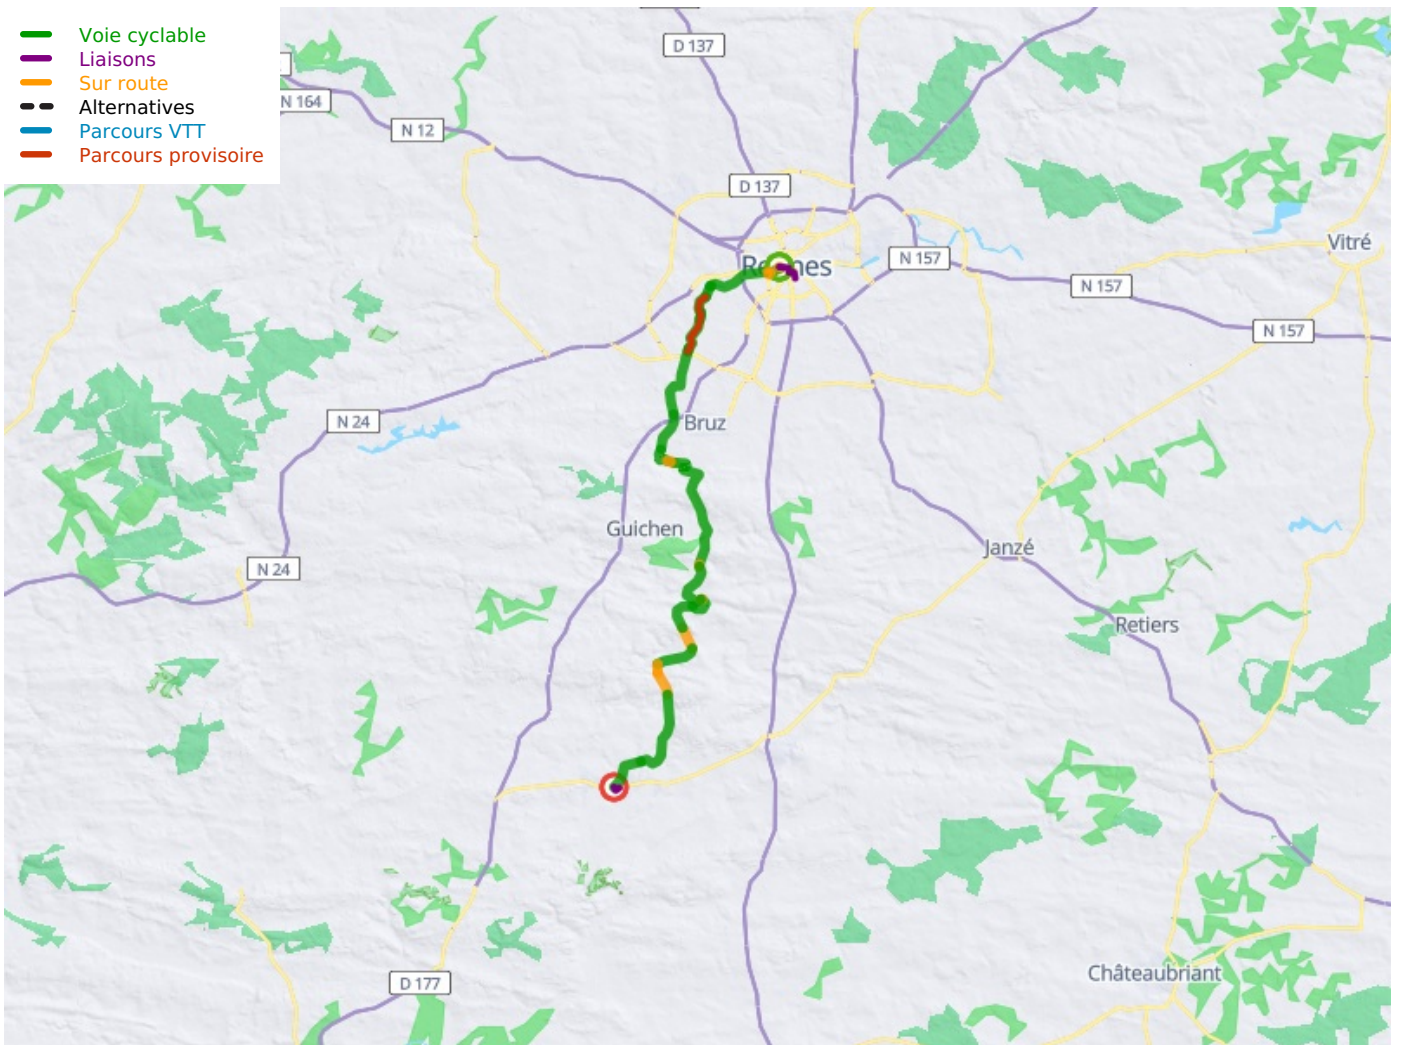 Voie cyclable
Liaisons
Sur route
Alternatives
Parcours VTT
Parcours provisoire
D 137
N 164
N 12
D 137
Vitré
N 157
Rennes
N 157
N 157
N 24
Bruz
Guichen
Janzé
N 24
Retiers
Châteaubriant
D 177